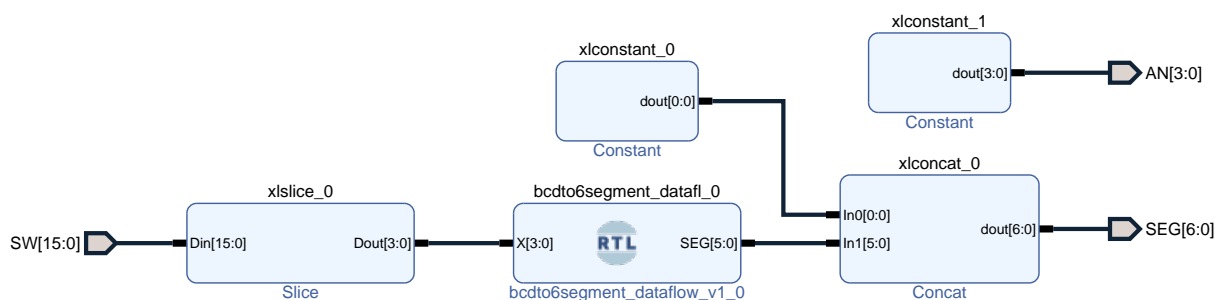 xlconstant_1
dout[3:0]
AN[3:0]
Constant
xlconstant_0
dout[0:0]
Constant
xlslice_0
SW[15:0]
Din[15:0]
Dout[3:0]
Slice
bcdto6segment_datafl_0
X[3:0]
RTL
SEG[5:0]
bcdto6segment_dataflow_v1_0
xlconcat_0
In0[0:0]
In1[5:0]
dout[6:0]
SEG[6:0]
Concat